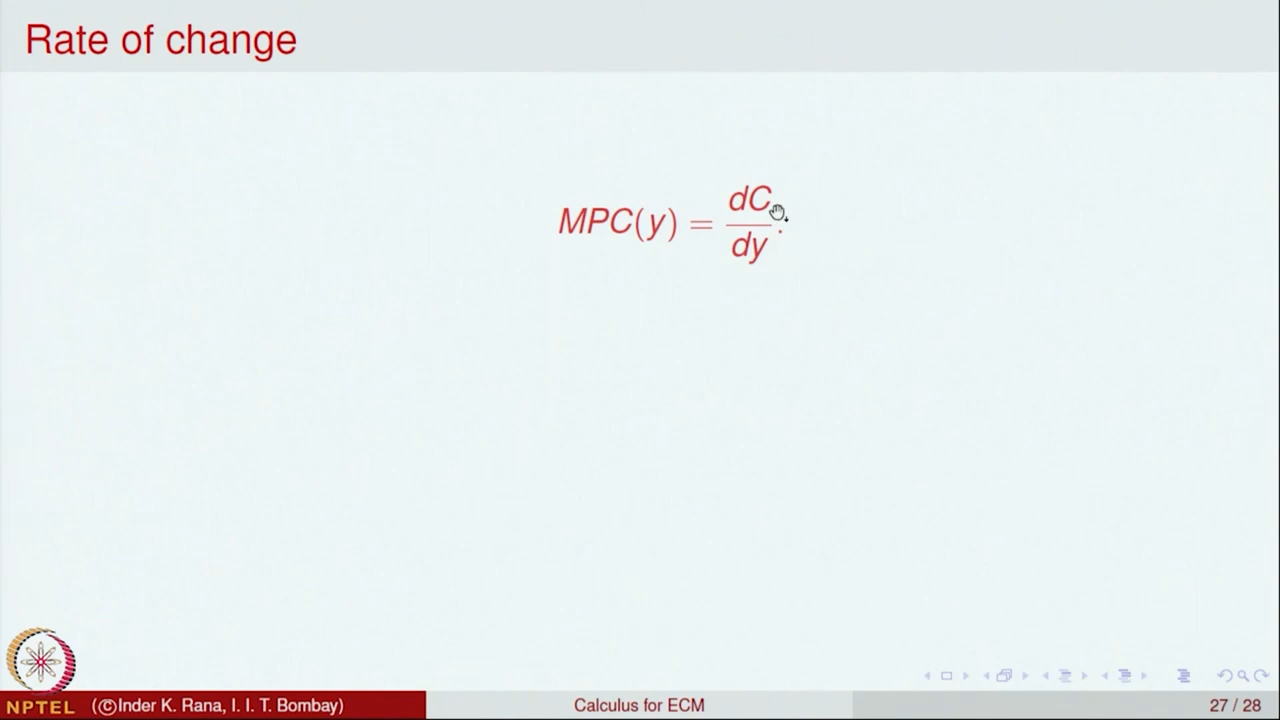 Rate of change
MPC(y) = dC/dy.
NPTEL (©Inder K. Rana, I. I. T. Bombay) Calculus for ECM 27 / 28